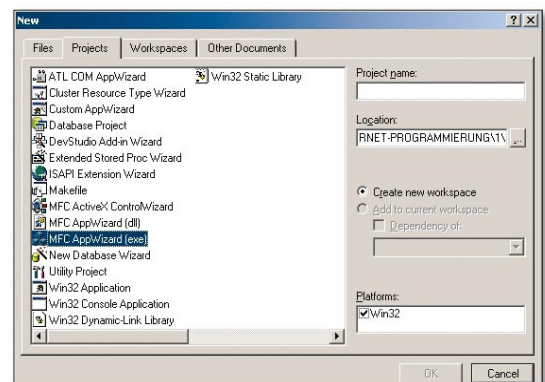 New
Files
Projects
Workspaces
Other Documents
ATL COM AppWizard
Cluster Resource Type Wizard
Custom AppWizard
Database Project
DevStudio Add-in Wizard
Extended Stored Proc Wizard
ISAPI Extension Wizard
Makefile
MFC ActiveX ControlWizard
MFC AppWizard (dll)
MFC AppWizard (exe)
New Database Wizard
Utility Project
Win32 Application
Win32 Console Application
Win32 Dynamic-Link Library
Win32 Static Library
Project name:
Location:
RNET-PROGRAMMIERUNG\1\
...
Create new workspace
Add to current workspace
Dependency of:
Platforms:
Win32
OK
Cancel